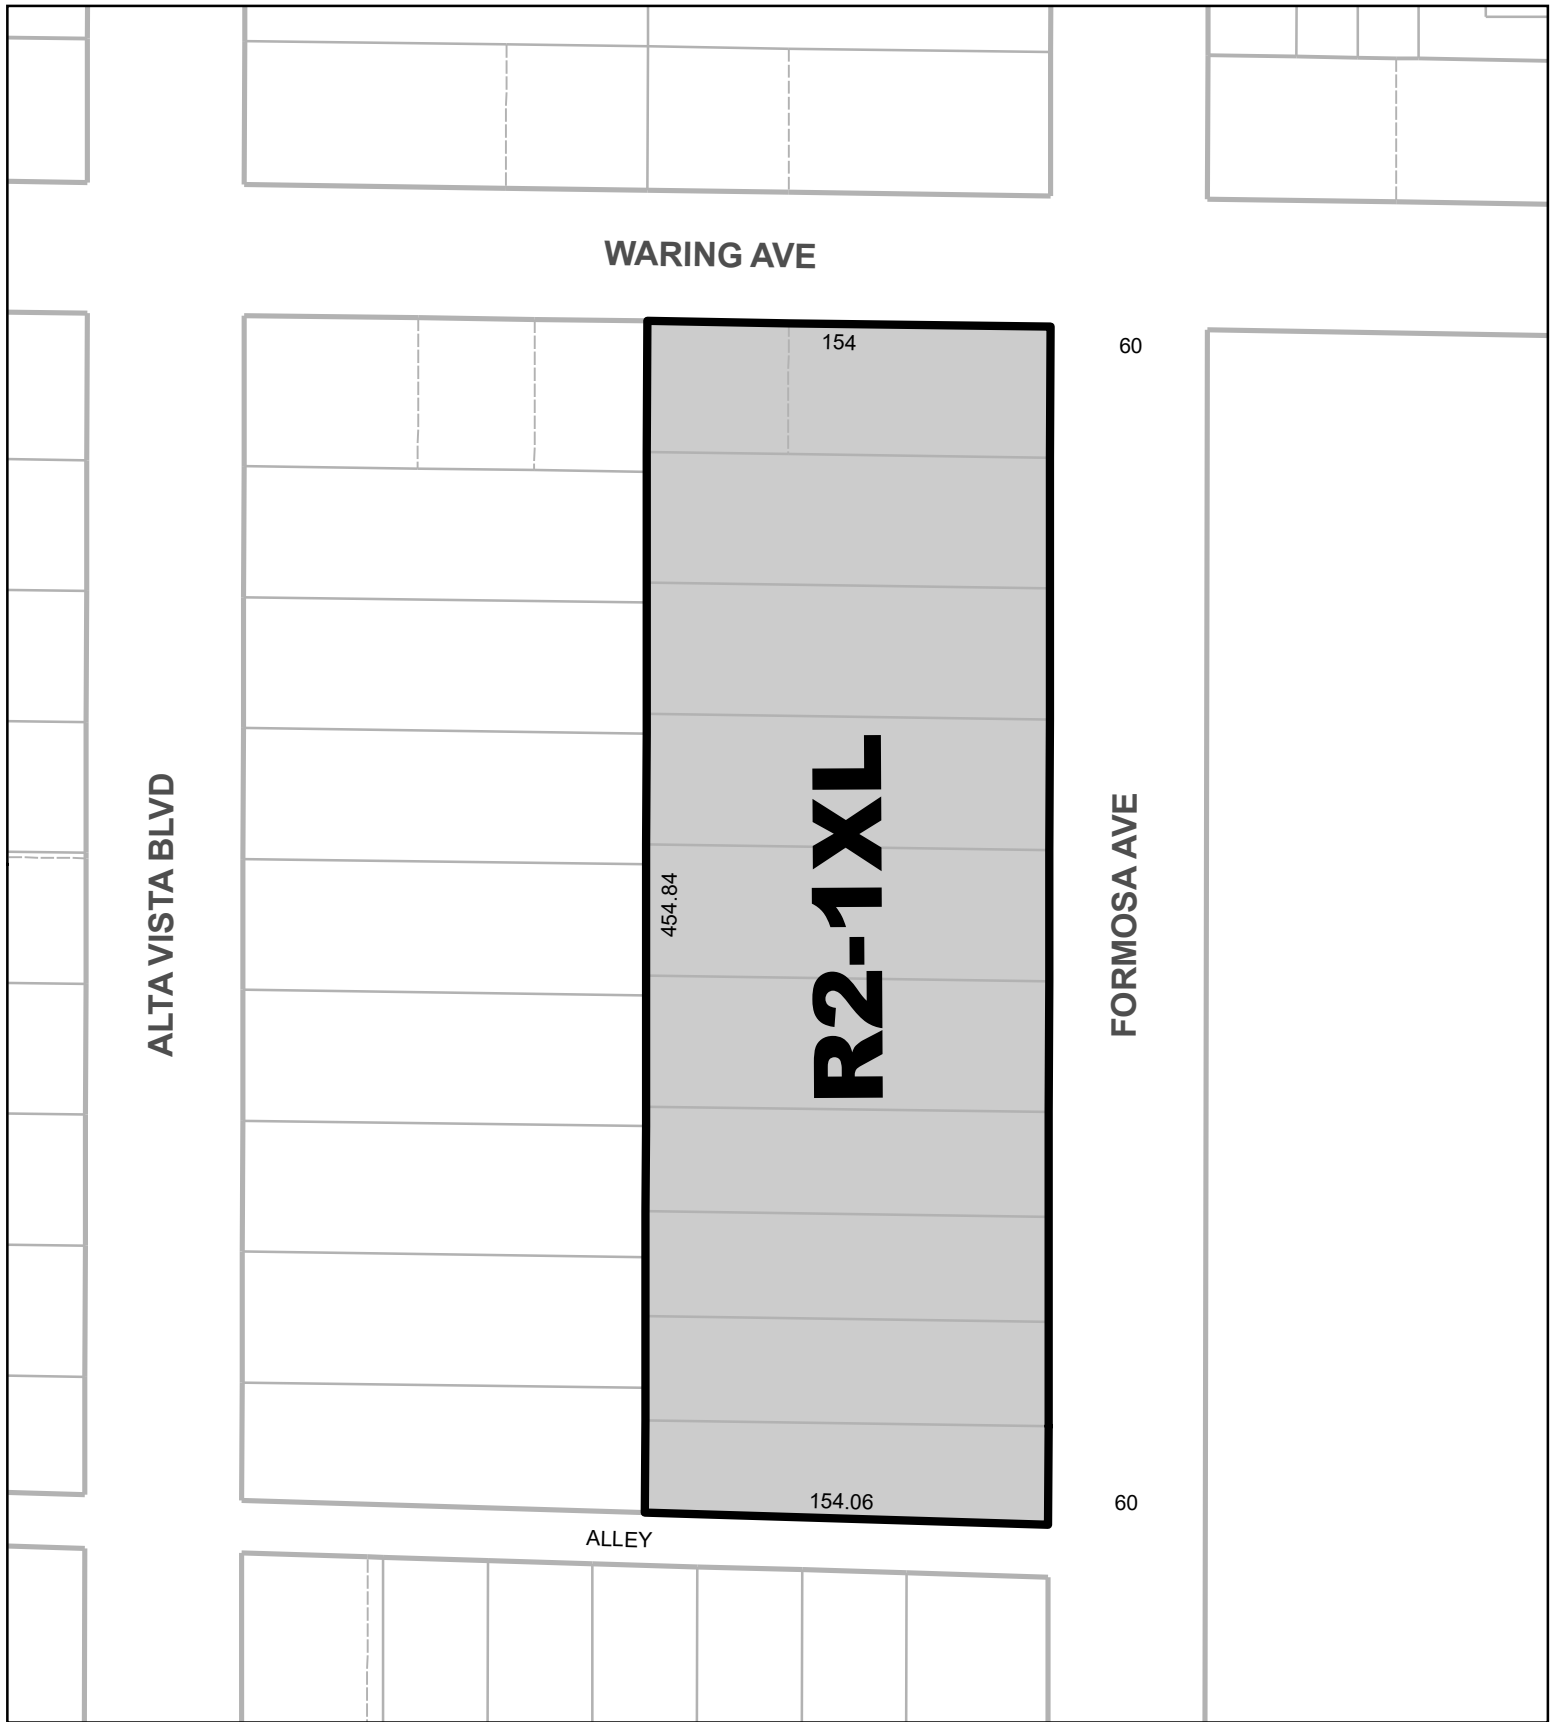 WARING AVE
154
60
ALTA VISTA BLVD
454.84
R2-1XL
FORMOSA AVE
154.06
60
ALLEY